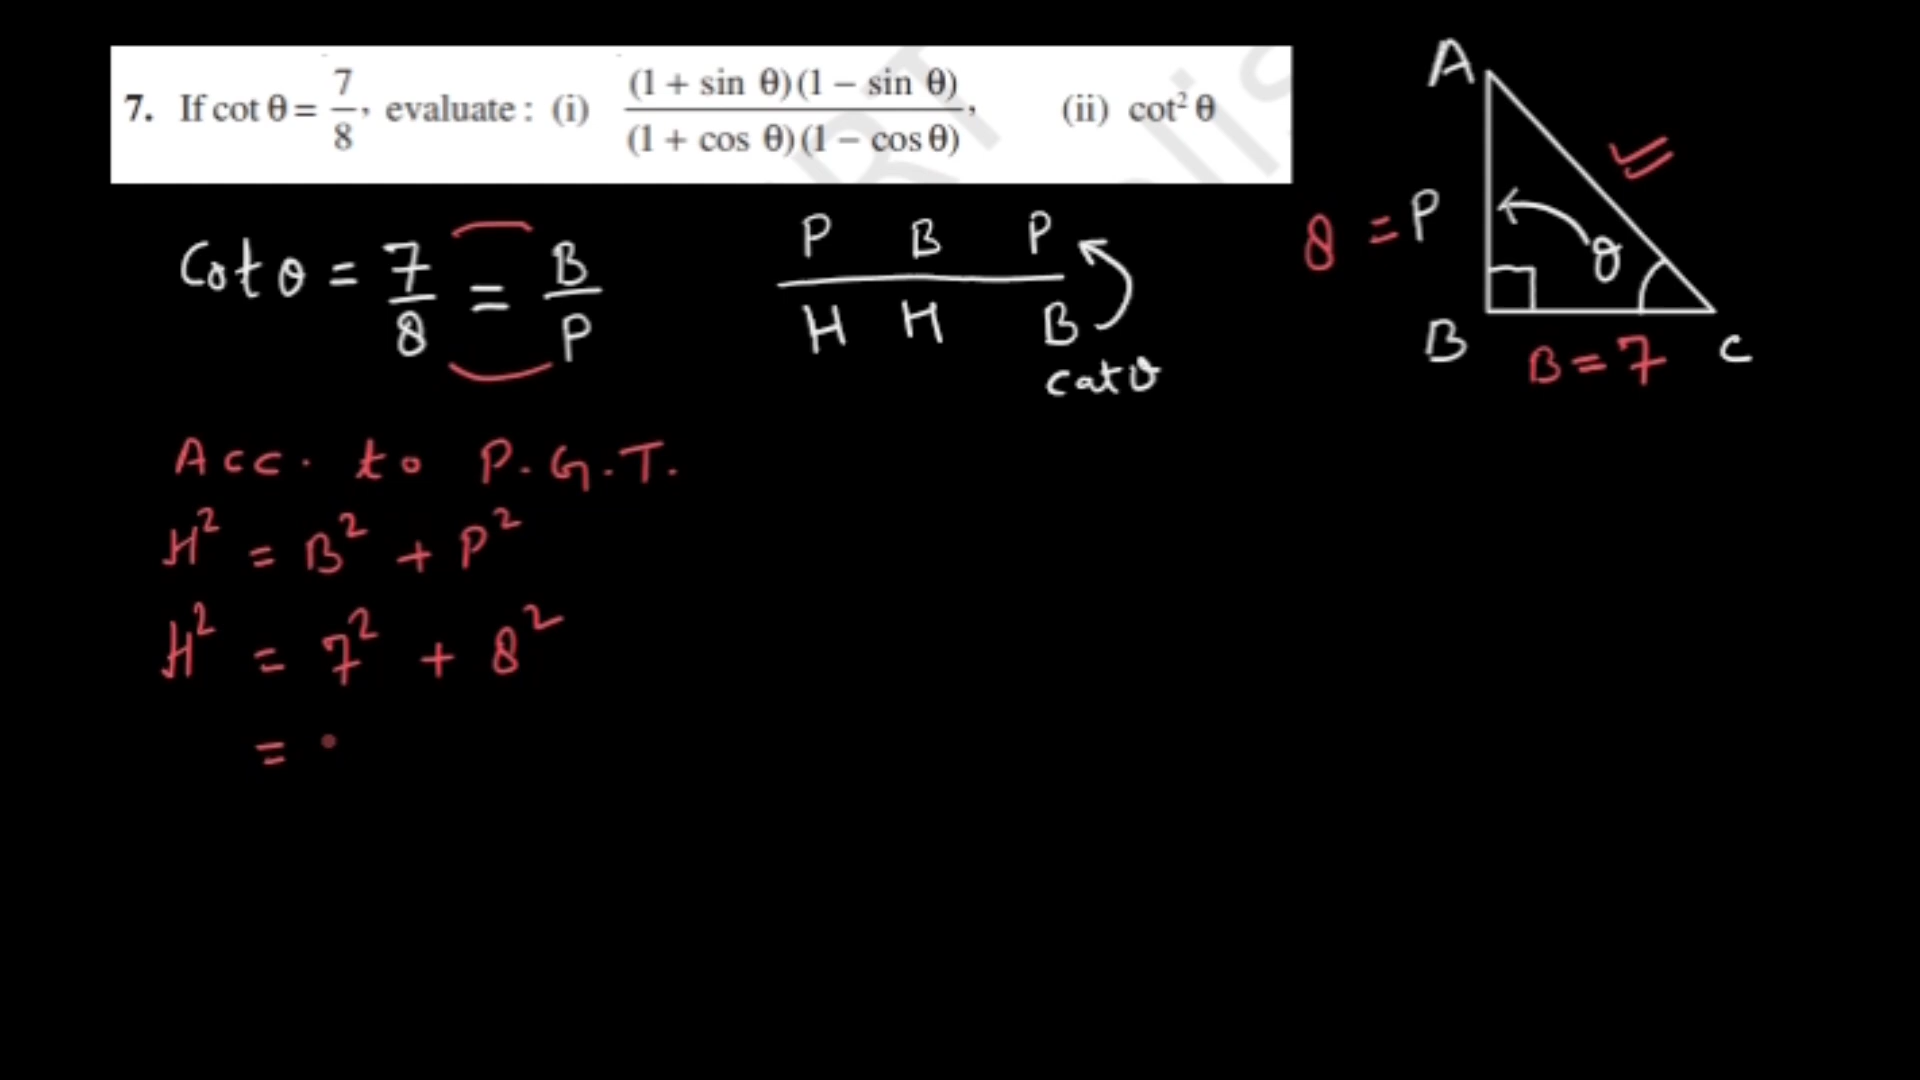 7. If cot θ = 7/8, evaluate : (i) (1 + sin θ)(1 – sin θ)/(1 + cos θ)(1 – cos θ), (ii) cot² θ
Cot θ = 7/8 = B/P
P B P
H H B
cot θ
A
8 = P
θ
B
B = 7
C
Acc. to P.G.T.
H² = B² + P²
H² = 7² + 8²
=